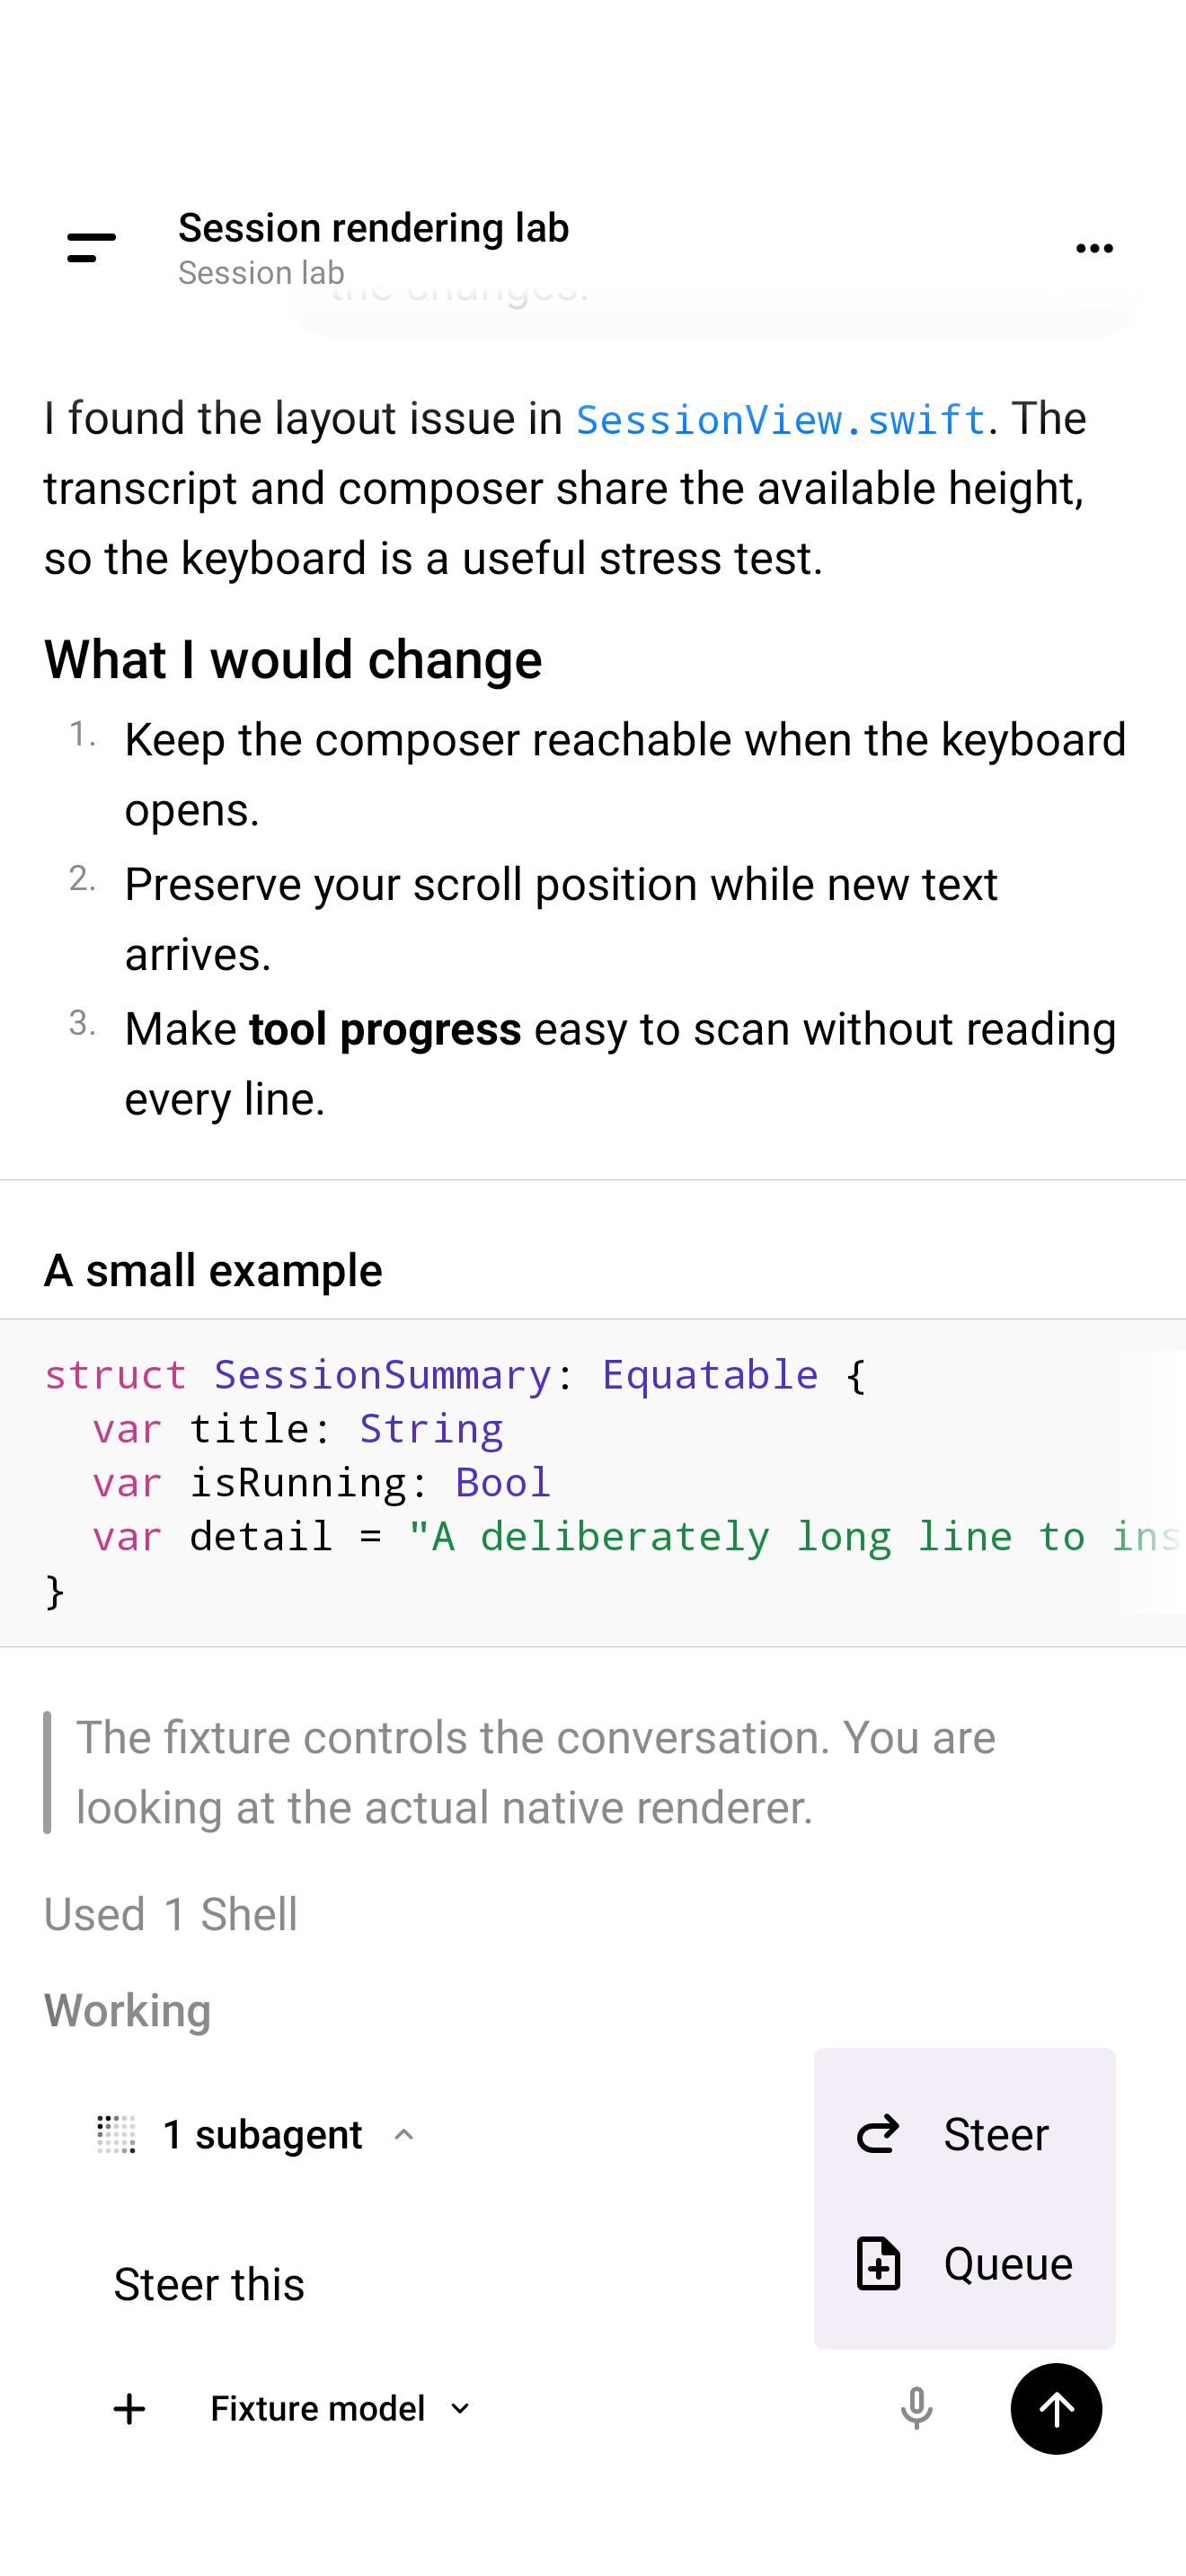 Session rendering lab
Session lab
the changes.
I found the layout issue in SessionView.swift. The
transcript and composer share the available height,
so the keyboard is a useful stress test.
What I would change
1. Keep the composer reachable when the keyboard
opens.
2. Preserve your scroll position while new text
arrives.
3. Make tool progress easy to scan without reading
every line.
A small example
struct SessionSummary: Equatable {
  var title: String
  var isRunning: Bool
  var detail = "A deliberately long line to ins
}
The fixture controls the conversation. You are
looking at the actual native renderer.
Used 1 Shell
Working
1 subagent
Steer
Queue
Steer this
Fixture model